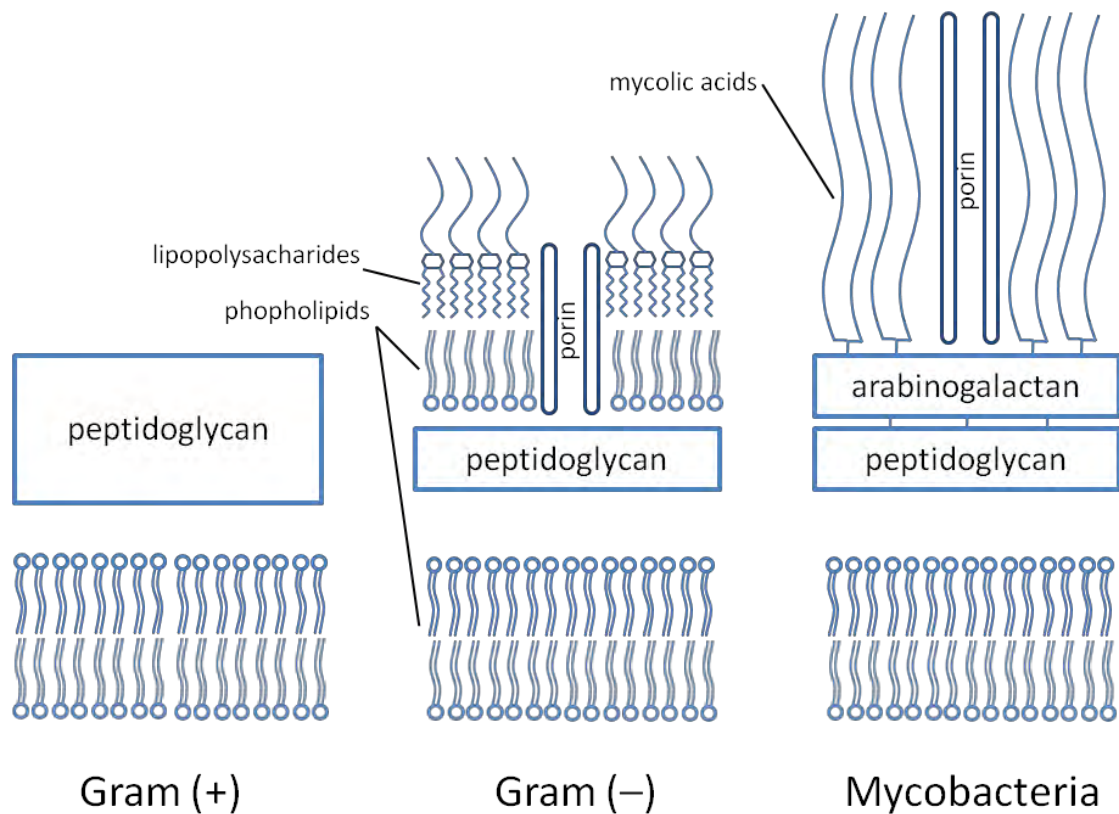 mycolic acids
porin
lipopolysacharides
phopholipids
porin
peptidoglycan
peptidoglycan
arabinogalactan
peptidoglycan
Gram (+)
Gram (–)
Mycobacteria